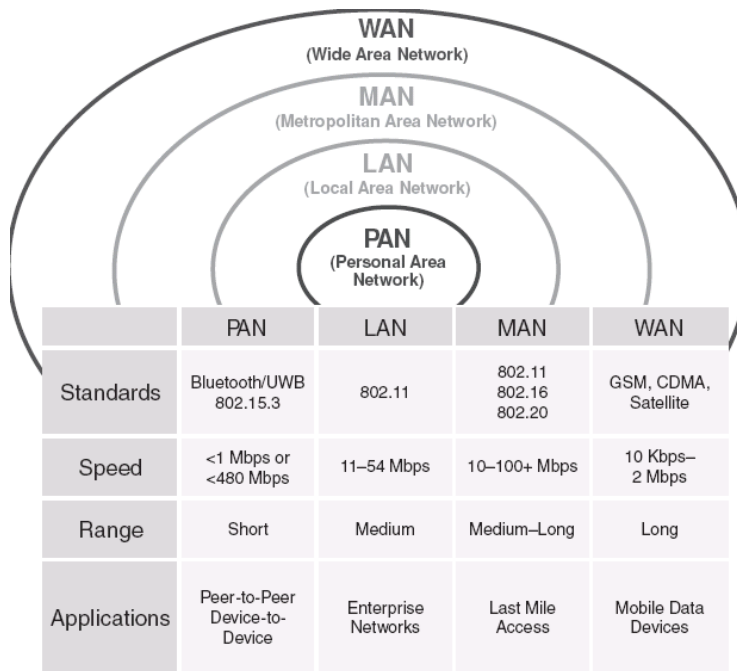 WAN
(Wide Area Network)
MAN
(Metropolitan Area Network)
LAN
(Local Area Network)
PAN
(Personal Area
Network)
PAN LAN MAN WAN
Standards
Bluetooth/UWB
802.15.3
802.11
802.11
802.16
802.20
GSM, CDMA,
Satellite
Speed
<1 Mbps or
<480 Mbps
11–54 Mbps
10–100+ Mbps
10 Kbps–
2 Mbps
Range
Short
Medium
Medium–Long
Long
Applications
Peer-to-Peer
Device-to-
Device
Enterprise
Networks
Last Mile
Access
Mobile Data
Devices